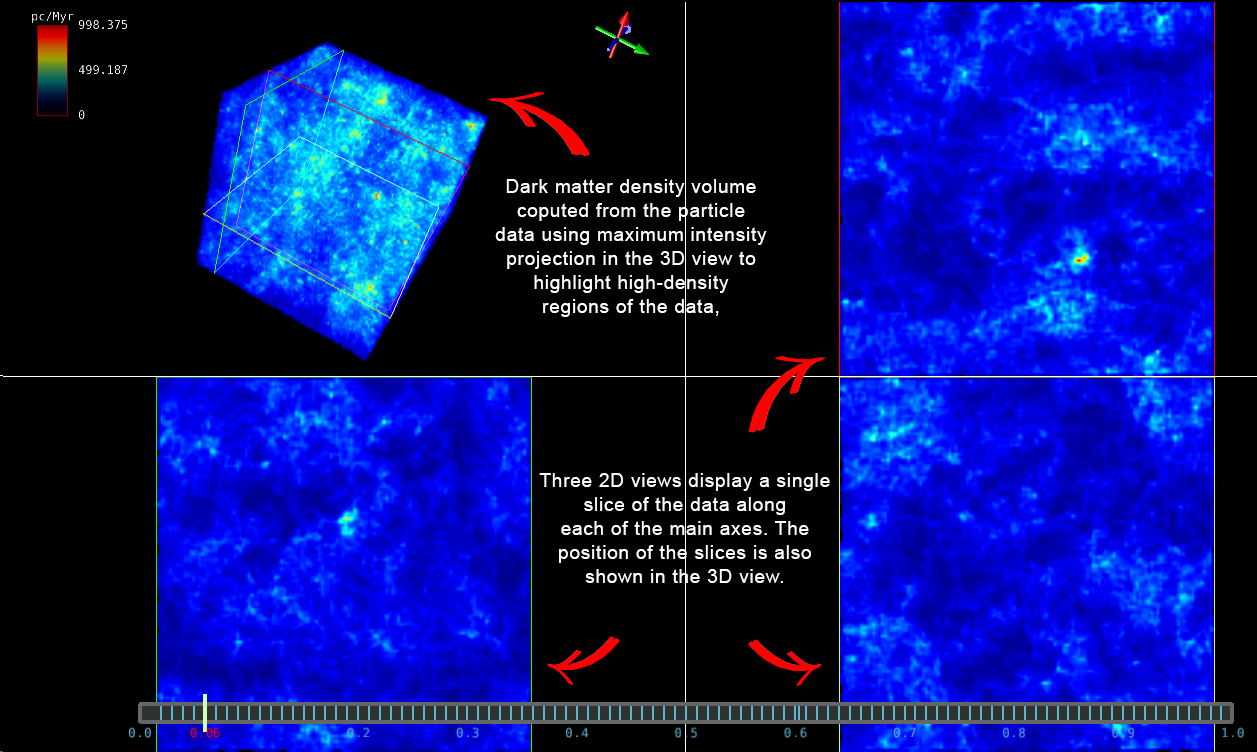 pc/Myr
998.375
499.187
0
Dark matter density volume
coputed from the particle
data using maximum intensity
projection in the 3D view to
highlight high-density
regions of the data,
Three 2D views display a single
slice of the data along
each of the main axes. The
position of the slices is also
shown in the 3D view.
0.0 0.06 0.2 0.4 0.5 0.6 0.7 0.8 0.9 1.0